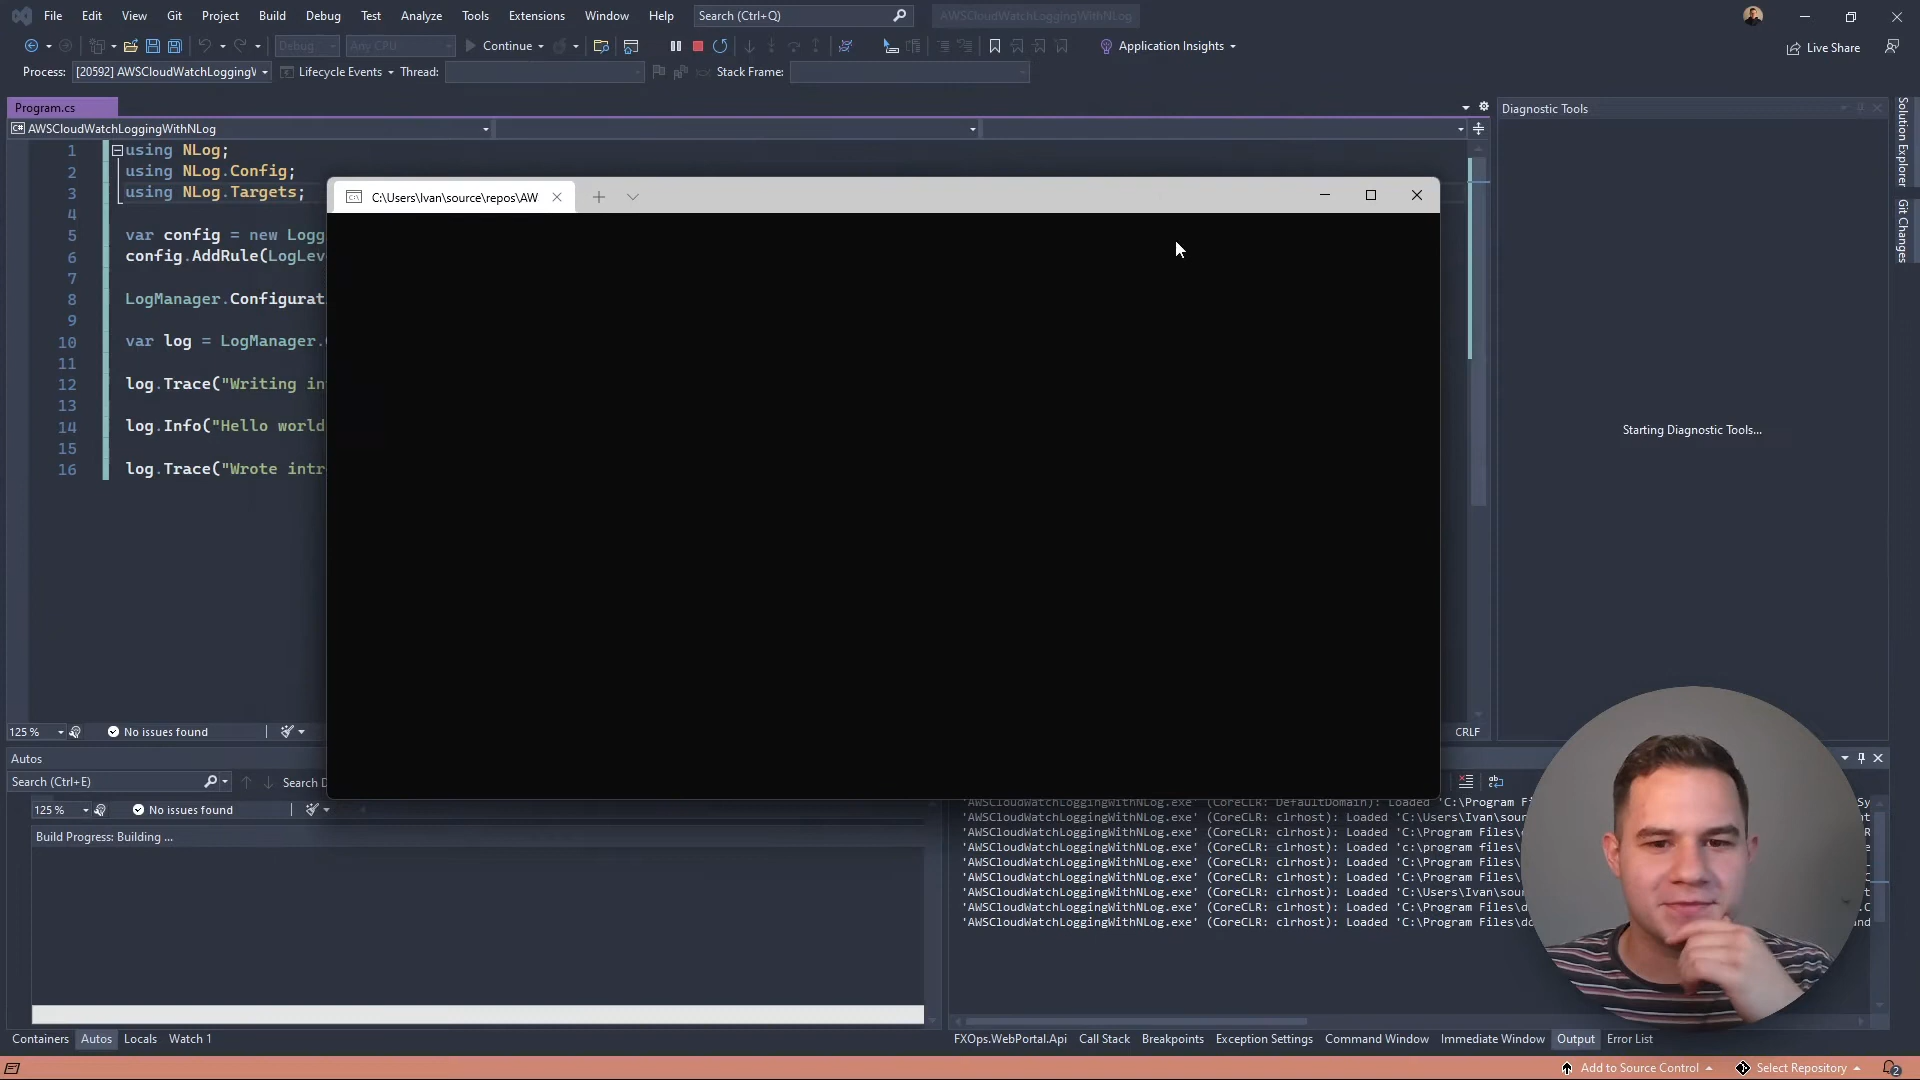 File Edit View Git Project Build Debug Test Analyze Tools Extensions Window Help Search (Ctrl+Q) AWSCloudWatchLoggingWithNLog
Debug Any CPU Continue Application Insights Live Share
Process: [20592] AWSCloudWatchLoggingW Lifecycle Events Thread: Stack Frame:
Program.cs
Diagnostic Tools
AWSCloudWatchLoggingWithNLog
1 using NLog;
2 using NLog.Config;
3 using NLog.Targets;
4
5 var config = new Logg
6 config.AddRule(LogLev
7
8 LogManager.Configurat
9
10 var log = LogManager.
11
12 log.Trace("Writing in
13
14 log.Info("Hello world
15
16 log.Trace("Wrote intr
C:\Users\Ivan\source\repos\AW
Starting Diagnostic Tools...
Solution Explorer
Git Changes
125 % No issues found CRLF
Autos
Search (Ctrl+E) Search D
125 % No issues found
Build Progress: Building ...
'AWSCloudWatchLoggingWithNLog.exe' (CoreCLR: DefaultDomain): Loaded 'C:\Program Fi
'AWSCloudWatchLoggingWithNLog.exe' (CoreCLR: clrhost): Loaded 'C:\Users\Ivan\sour
'AWSCloudWatchLoggingWithNLog.exe' (CoreCLR: clrhost): Loaded 'C:\Program Files\
'AWSCloudWatchLoggingWithNLog.exe' (CoreCLR: clrhost): Loaded 'c:\program files\
'AWSCloudWatchLoggingWithNLog.exe' (CoreCLR: clrhost): Loaded 'C:\Program Files\
'AWSCloudWatchLoggingWithNLog.exe' (CoreCLR: clrhost): Loaded 'C:\Program Files\
'AWSCloudWatchLoggingWithNLog.exe' (CoreCLR: clrhost): Loaded 'C:\Users\Ivan\sour
'AWSCloudWatchLoggingWithNLog.exe' (CoreCLR: clrhost): Loaded 'C:\Program Files\d
'AWSCloudWatchLoggingWithNLog.exe' (CoreCLR: clrhost): Loaded 'C:\Program Files\do
Containers Autos Locals Watch 1
FXOps.WebPortal.Api Call Stack Breakpoints Exception Settings Command Window Immediate Window Output Error List
Add to Source Control Select Repository 2